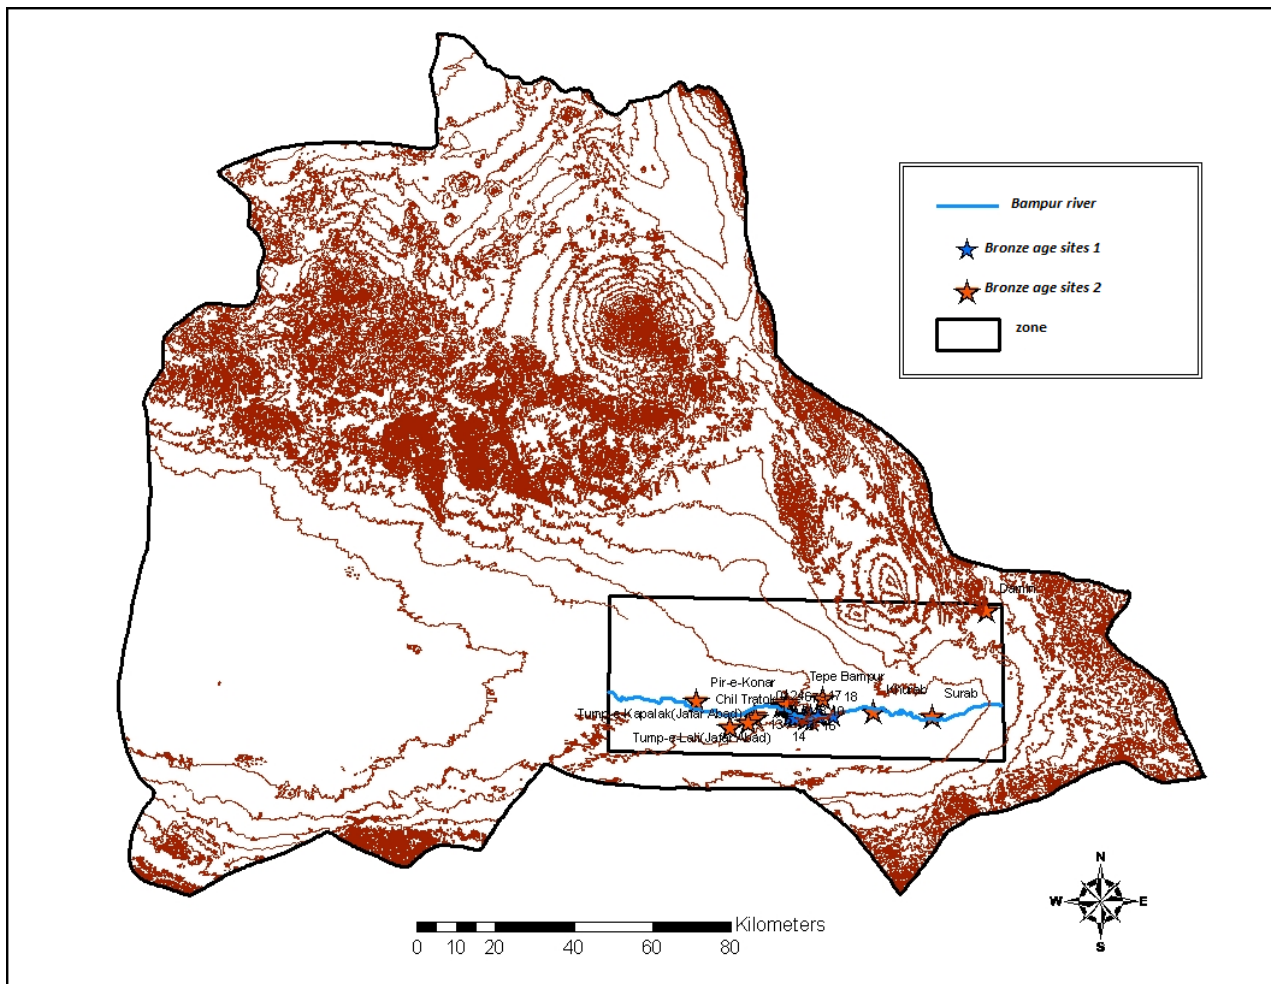 Bampur river
Bronze age sites 1
Bronze age sites 2
zone
Damin
Pir-e-Konar
Tepe Bampur
Khurab
Surab
Chil Tratok
18
Tump-e-Kapalak(Jafar Abad)
Tump-e-Lali(Jafar Abad)
14
N
W
E
S
Kilometers
0 10 20 40 60 80